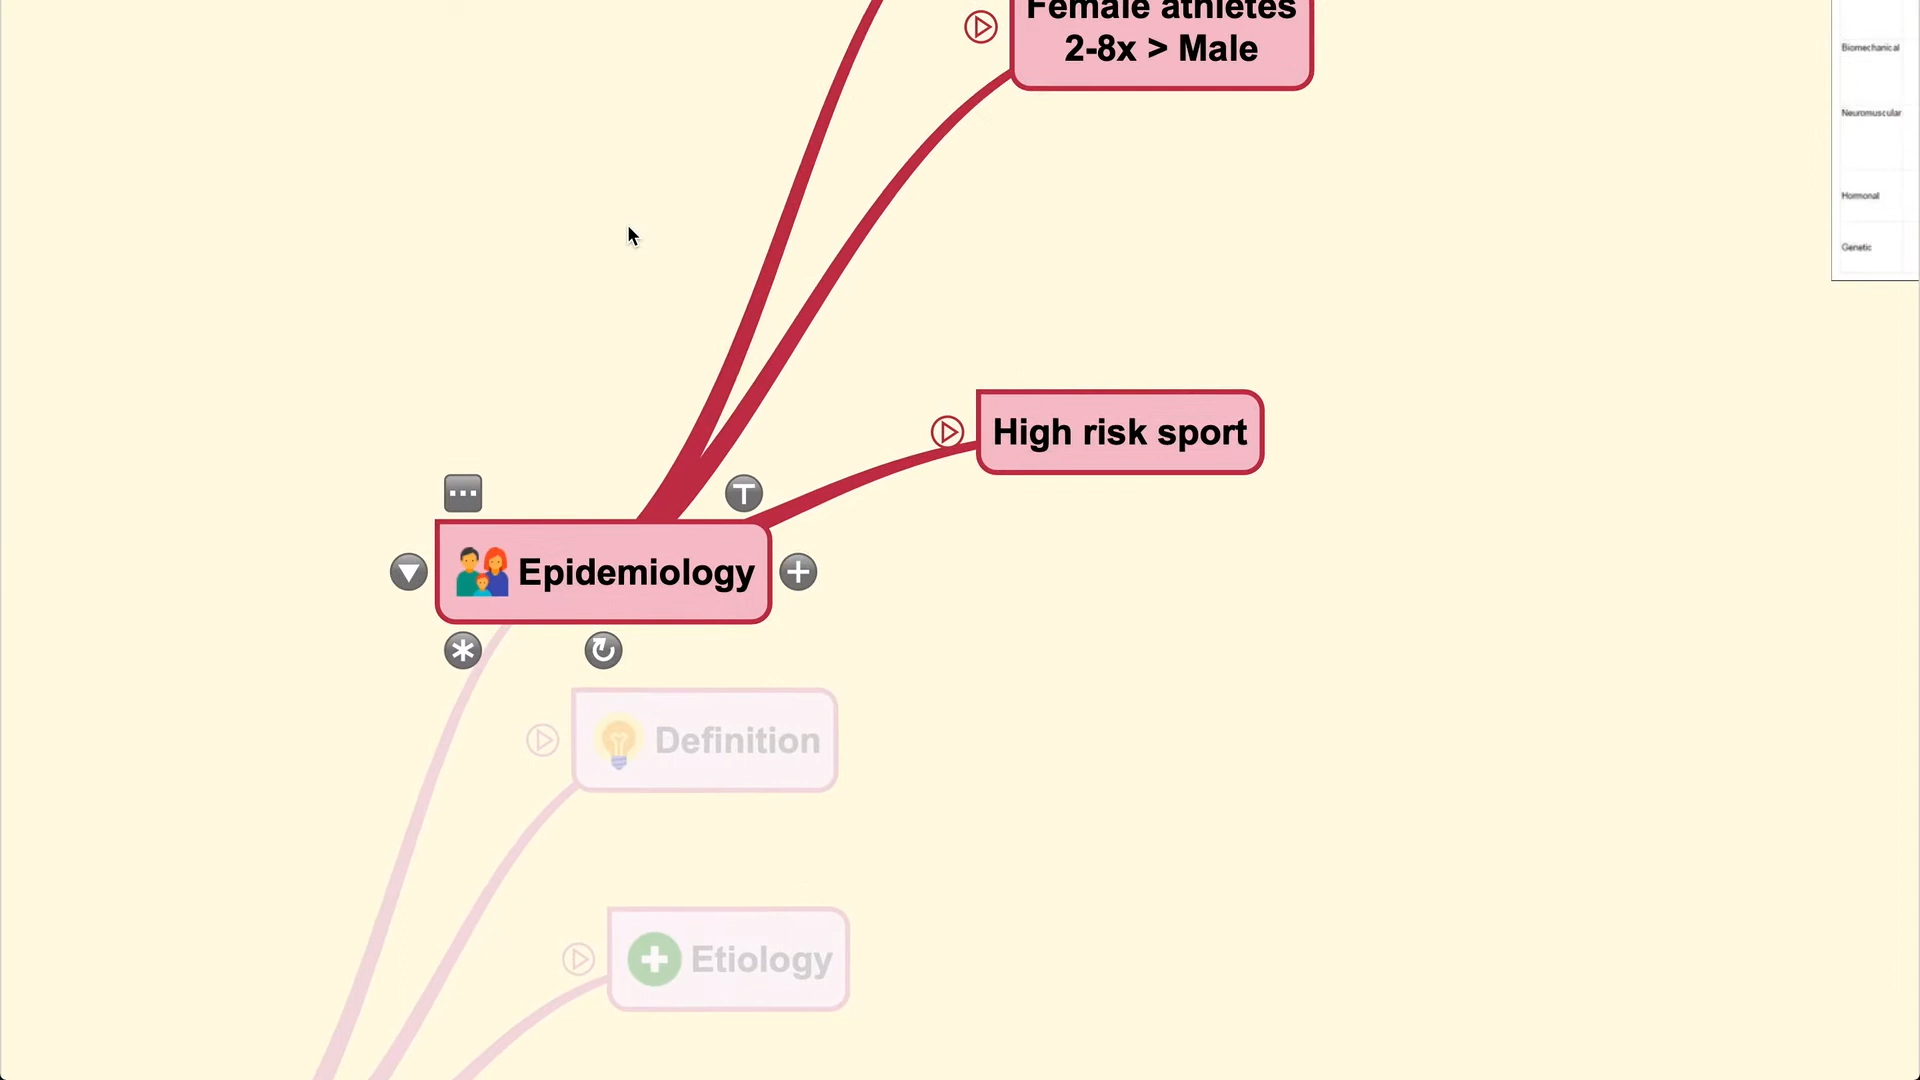 Female athletes
2-8x > Male
Biomechanical
Neuromuscular
Hormonal
Genetic
High risk sport
Epidemiology
Definition
Etiology